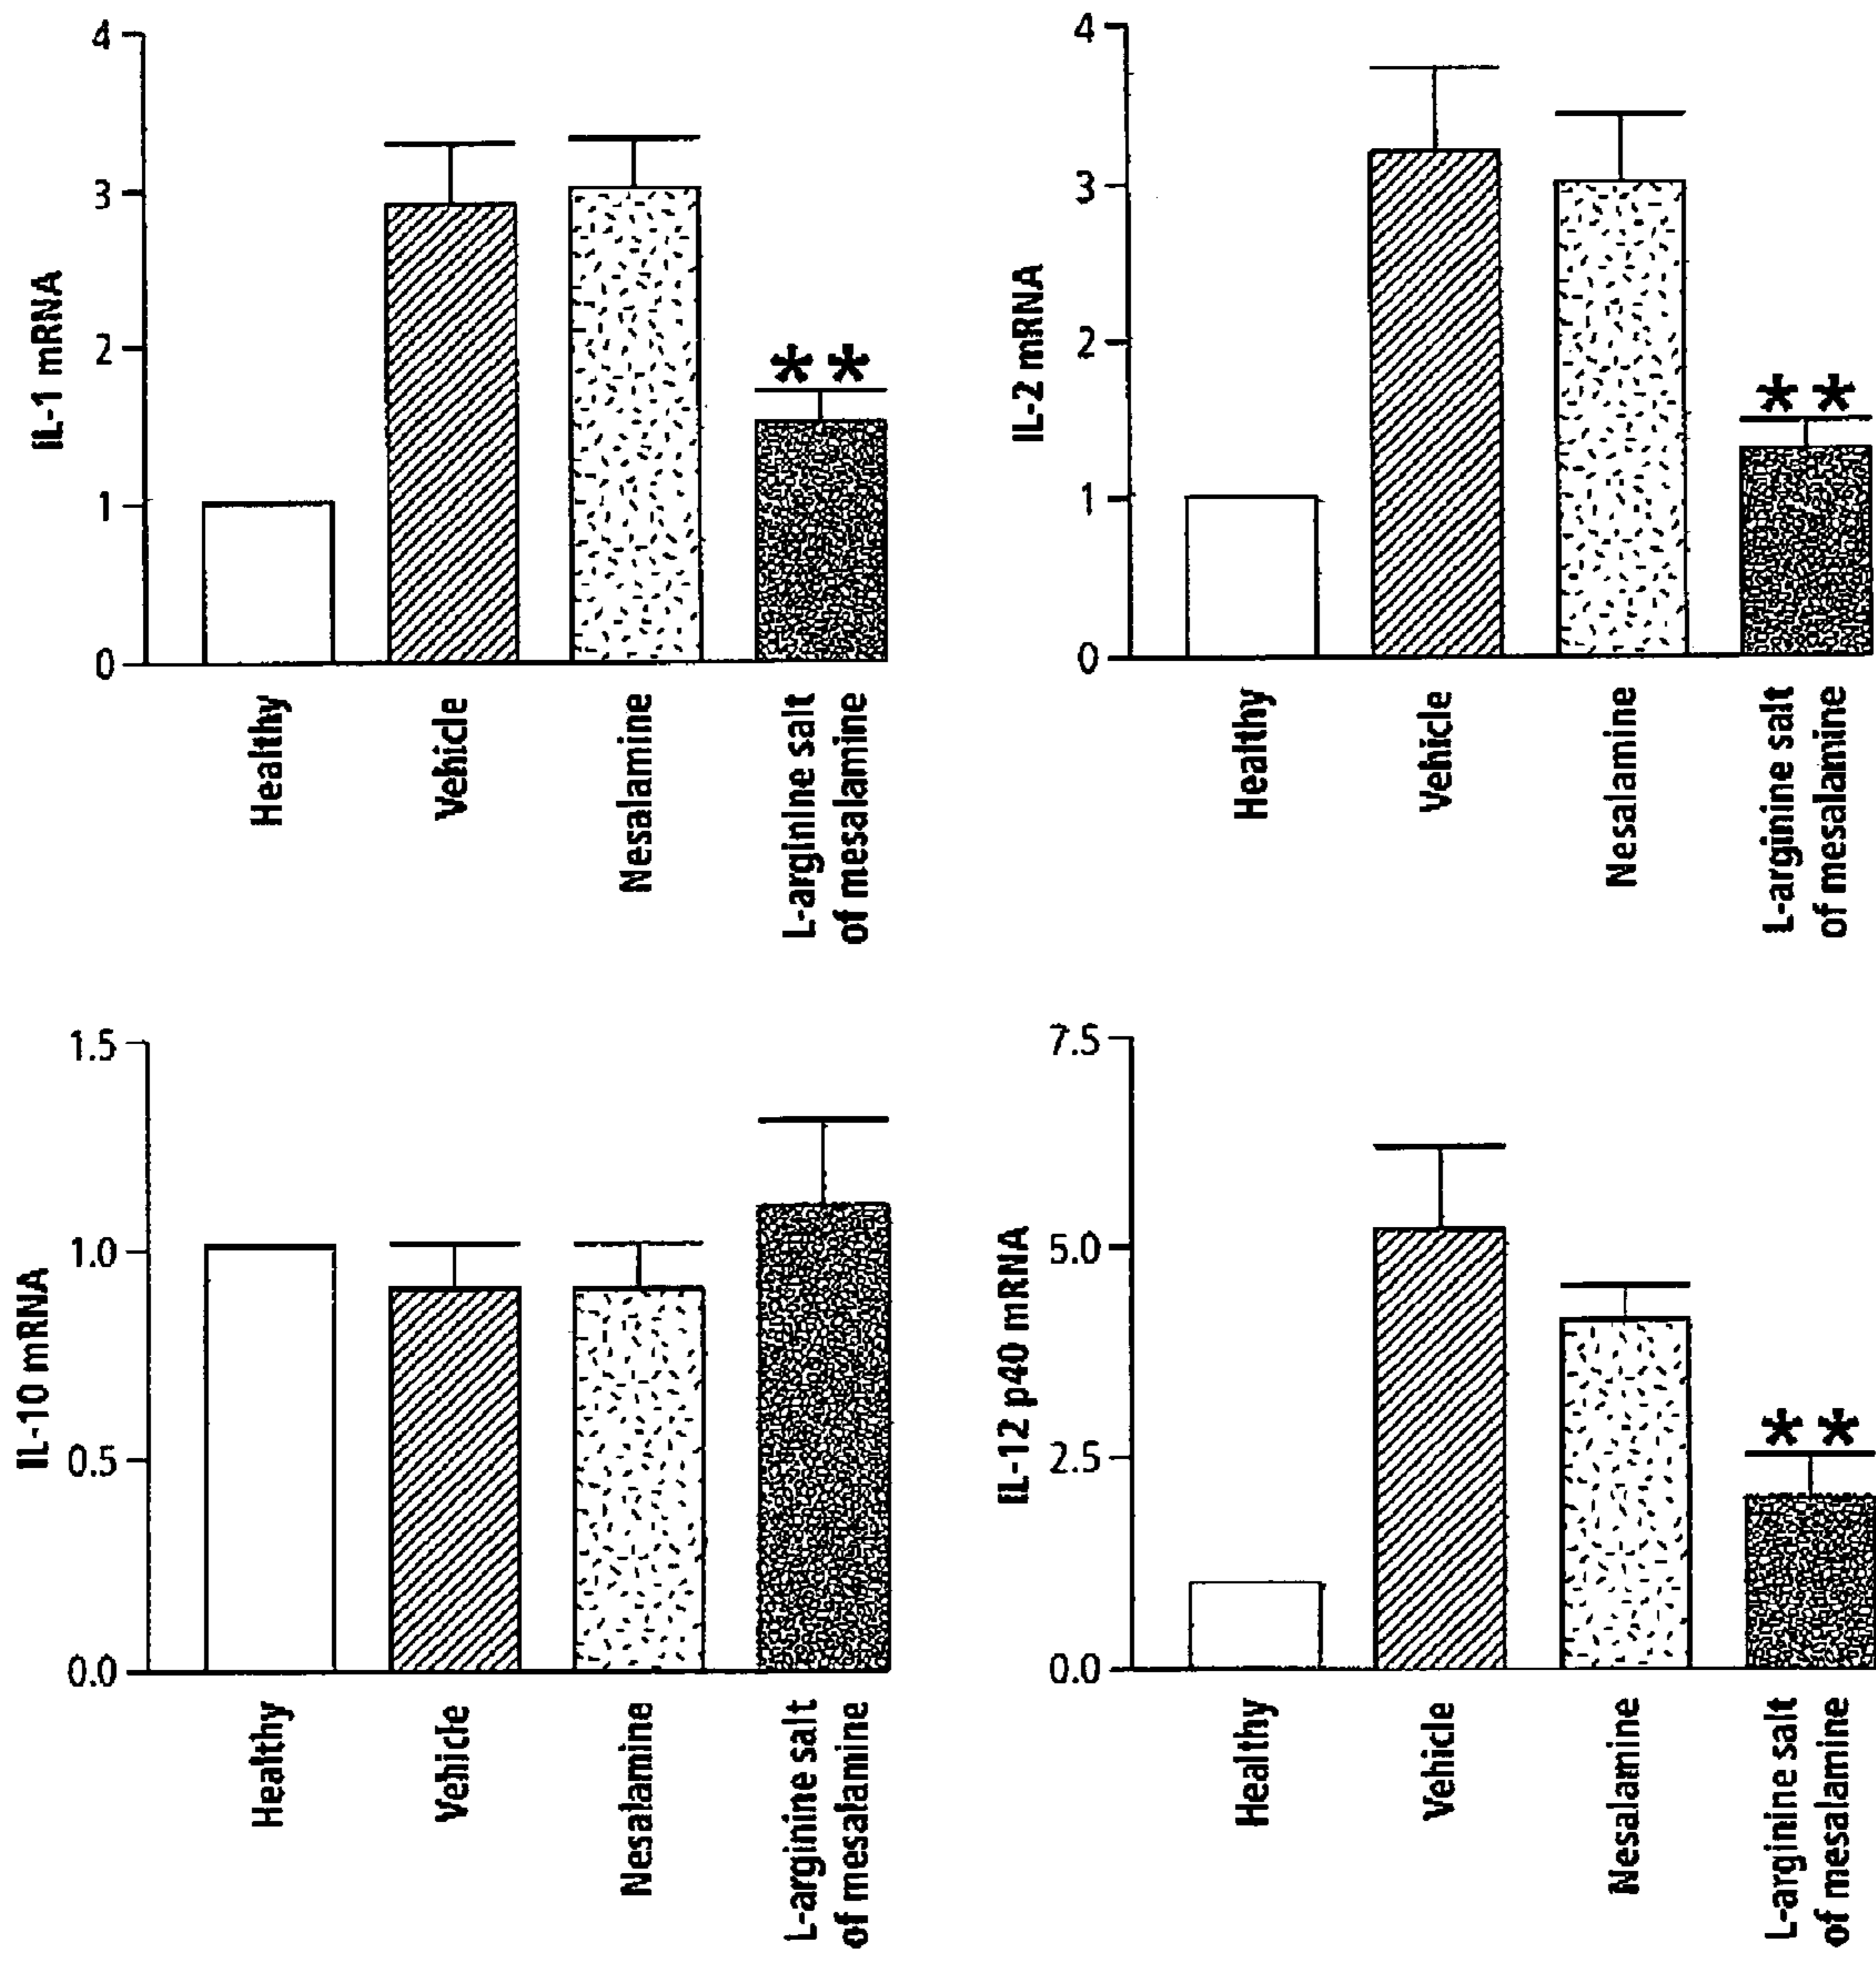 4
3
2
1
0
IL-1 mRNA
**
Healthy
Vehicle
Nesalamine
L-arginine salt
of mesalamine
4
3
2
1
0
IL-2 mRNA
**
Healthy
Vehicle
Nesalamine
L-arginine salt
of mesalamine
1.5
1.0
0.5
0.0
IL-10 mRNA
Healthy
Vehicle
Nesalamine
L-arginine salt
of mesalamine
7.5
5.0
2.5
0.0
IL-12 p40 mRNA
**
Healthy
Vehicle
Nesalamine
L-arginine salt
of mesalamine